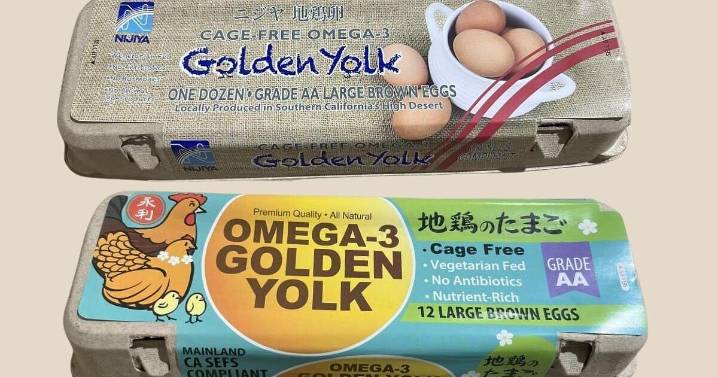 NIJIYA
ニジヤ 地鶏卵
CAGE-FREE OMEGA-3
Golden Yolk
ONE DOZEN • GRADE AA LARGE BROWN EGGS
Locally Produced in Southern California's High Desert
NIJIYA
CAGE-FREE OMEGA
Golden Yolk
永利
Premium Quality • All Natural
OMEGA-3
GOLDEN
YOLK
地鶏のたまご
• Cage Free
• Vegetarian Fed
• No Antibiotics
• Nutrient-Rich
GRADE
AA
12 LARGE BROWN EGGS
MAINLAND
CA SEFS
COMPLIANT
OMEGA-3
地鶏の
たまご